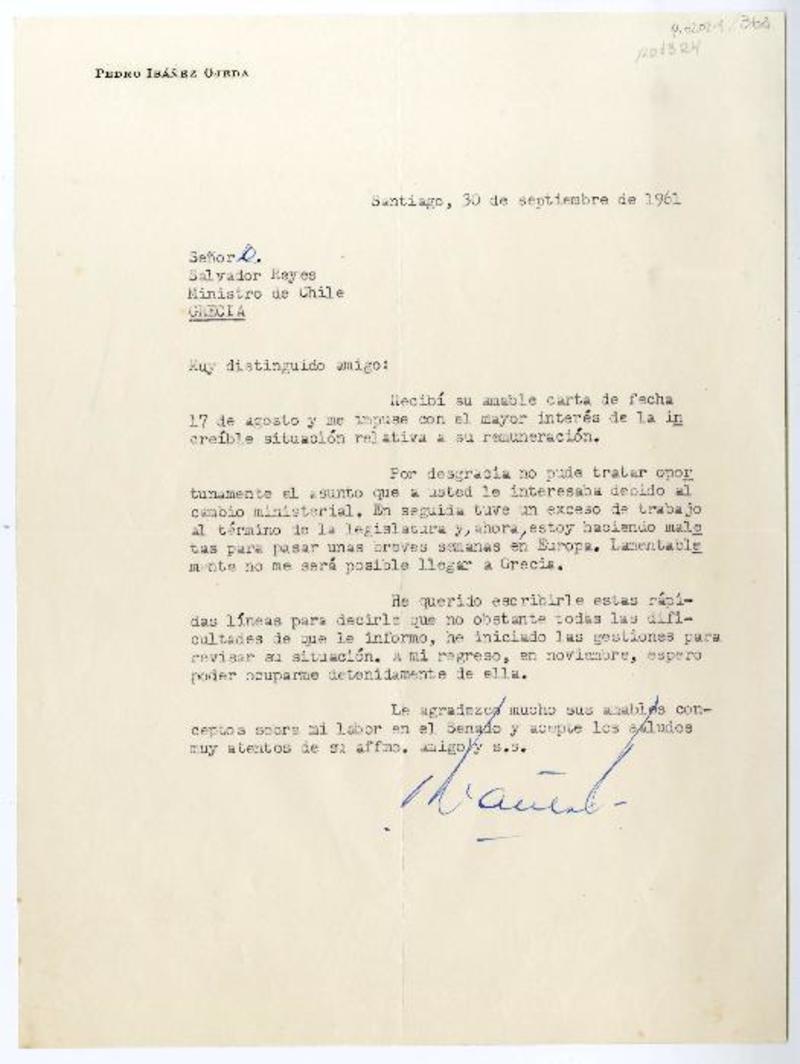 368
201324
PEDRO IBÁÑEZ OJEDA
Santiago, 30 de septiembre de 1961
Señor D.
Salvador Reyes
Ministro de Chile
GRECIA
Muy distinguido amigo:
Recibí su amable carta de fecha
17 de agosto y me impuse con el mayor interés de la in
creíble situación relativa a su remuneración.
Por desgracia no pude tratar opor
tunamente el asunto que a usted le interesaba debido al
cambio ministerial. En seguida tuve un exceso de trabajo
al término de la legislatura y, ahora, estoy haciendo male
tas para pasar unas breves semanas en Europa. Lamentable
mente no me será posible llegar a Grecia.
He querido escribirle estas rápi-
das líneas para decirle que no obstante todas las difi-
cultades de que le informo, he iniciado las gestiones para
revisar su situación. A mi regreso, en noviembre, espero
poder ocuparme detenidamente de ella.
Le agradezco mucho sus amables con-
ceptos sobre mi labor en el Senado y acepte los saludos
muy atentos de su affmo. amigo y s.s.
Ibáñez